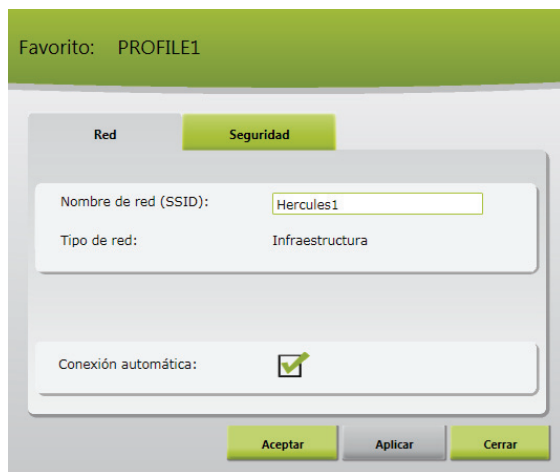 Favorito: PROFILE1
Red
Seguridad
Nombre de red (SSID): Hercules1
Tipo de red: Infraestructura
Conexión automática:
Aceptar
Aplicar
Cerrar